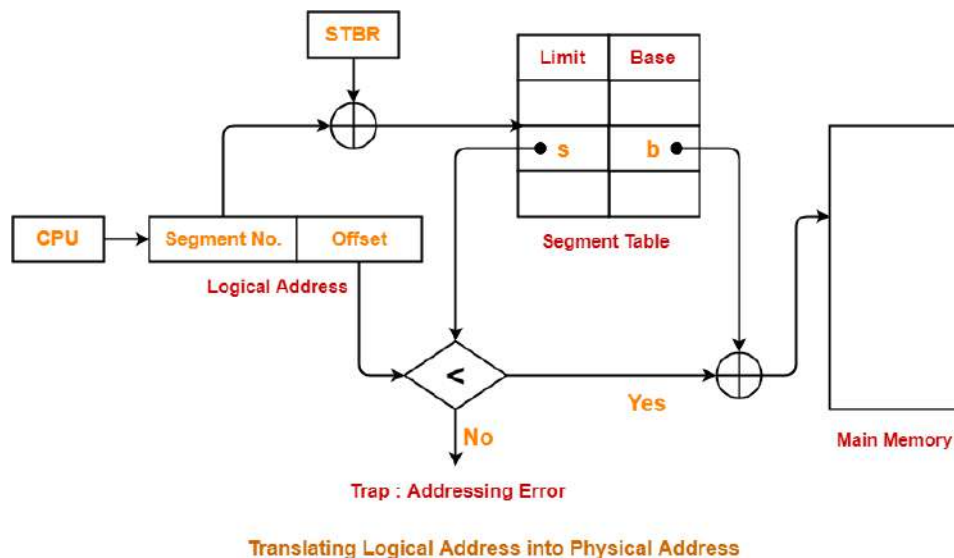 STBR
Limit Base
s b
CPU
Segment No. Offset
Segment Table
Logical Address
<
Yes
No
Main Memory
Trap : Addressing Error
Translating Logical Address into Physical Address